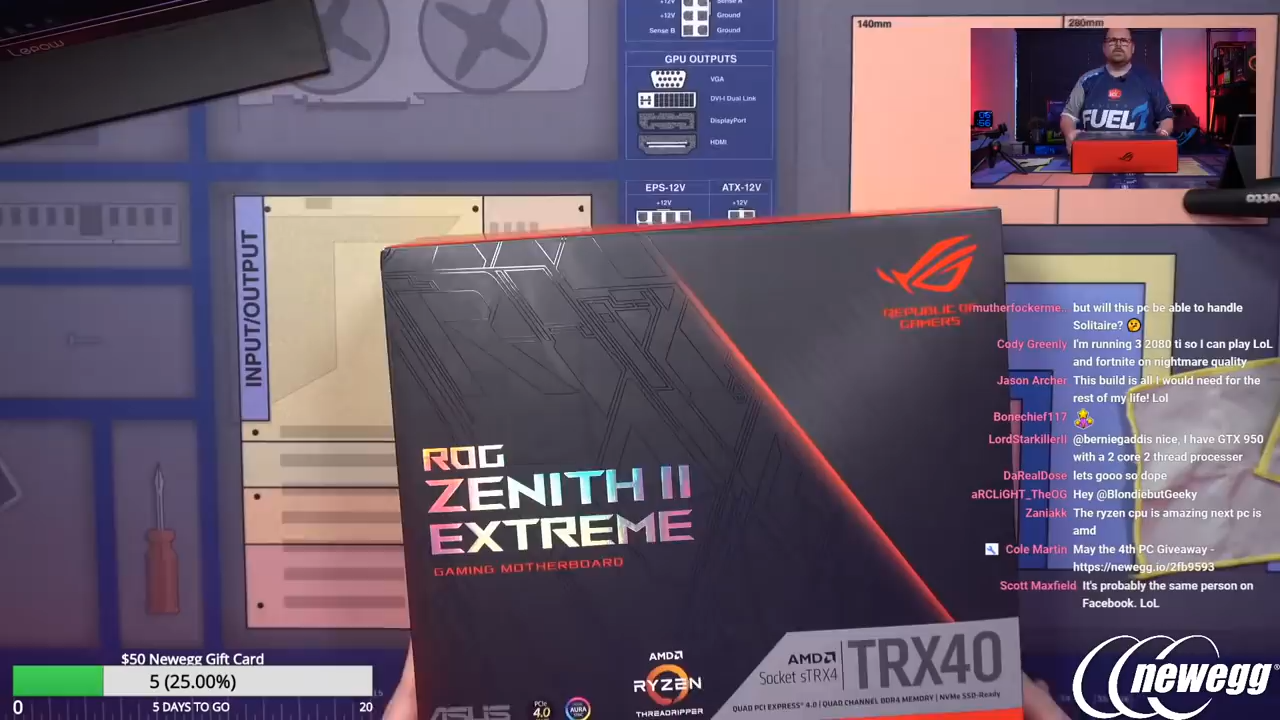 Lepow
+12V
Sense A
+12V
Ground
Sense B
Ground
GPU OUTPUTS
VGA
DVI-I Dual Link
DisplayPort
HDMI
EPS-12V
ATX-12V
+12V
+12V
140mm
280mm
FUEL
INPUT/OUTPUT
REPUBLIC OF
GAMERS
ROG
ZENITH II
EXTREME
GAMING MOTHERBOARD
AMD
RYZEN
THREADRIPPER
AMD
Socket sTRX4
TRX40
QUAD PCI EXPRESS® 4.0 | QUAD CHANNEL DDR4 MEMORY | NVMe SSD-Ready
ASUS
PCIe
4.0
AURA
mutherfockerme.. but will this pc be able to handle
Solitaire? 🤔
Cody Greenly I'm running 3 2080 ti so I can play LoL
and fortnite on nightmare quality
Jason Archer This build is all I would need for the
rest of my life! Lol
Bonechief117
LordStarkillerII @berniegaddis nice, I have GTX 950
with a 2 core 2 thread processer
DaRealDose lets gooo so dope
aRCLiGHT_TheOG Hey @BlondiebutGeeky
Zaniakk The ryzen cpu is amazing next pc is
amd
Cole Martin May the 4th PC Giveaway -
https://newegg.io/2fb9593
Scott Maxfield It's probably the same person on
Facebook. LoL
$50 Newegg Gift Card
5 (25.00%)
0 5 DAYS TO GO 20
newegg